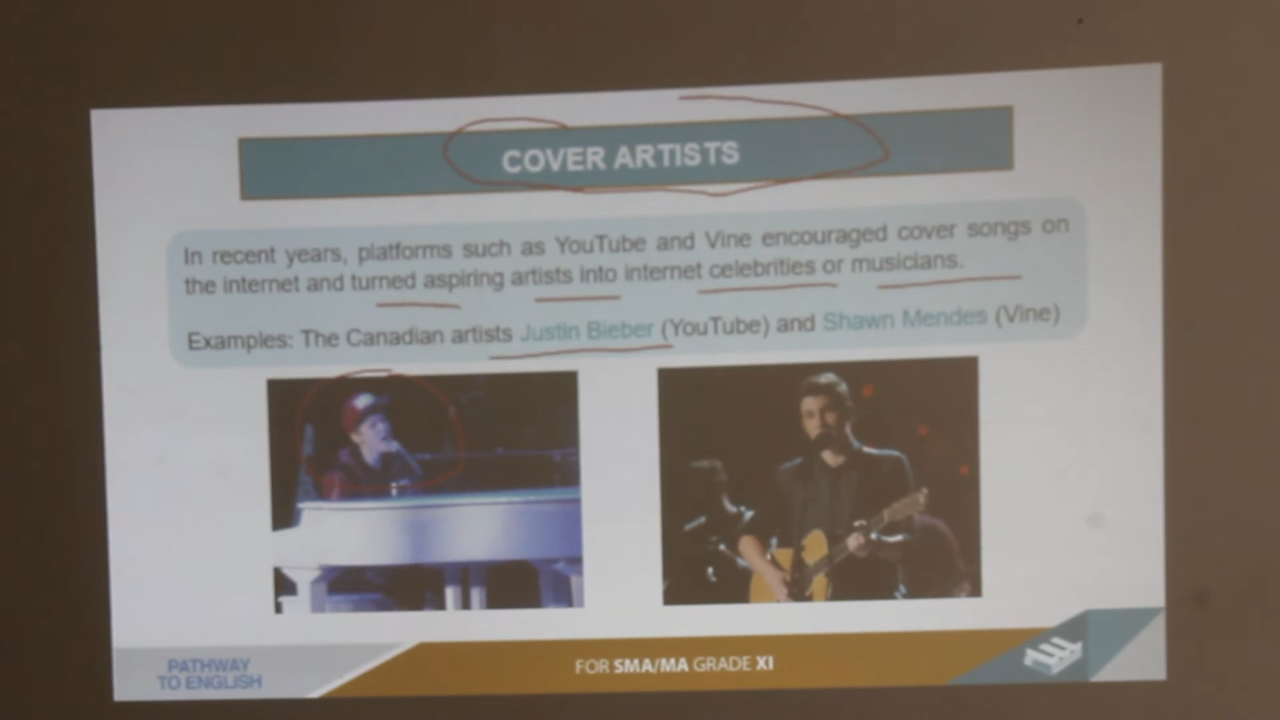 COVER ARTISTS
In recent years, platforms such as YouTube and Vine encouraged cover songs on
the internet and turned aspiring artists into internet celebrities or musicians.
Examples: The Canadian artists Justin Bieber (YouTube) and Shawn Mendes (Vine)
PATHWAY
TO ENGLISH
FOR SMA/MA GRADE XI